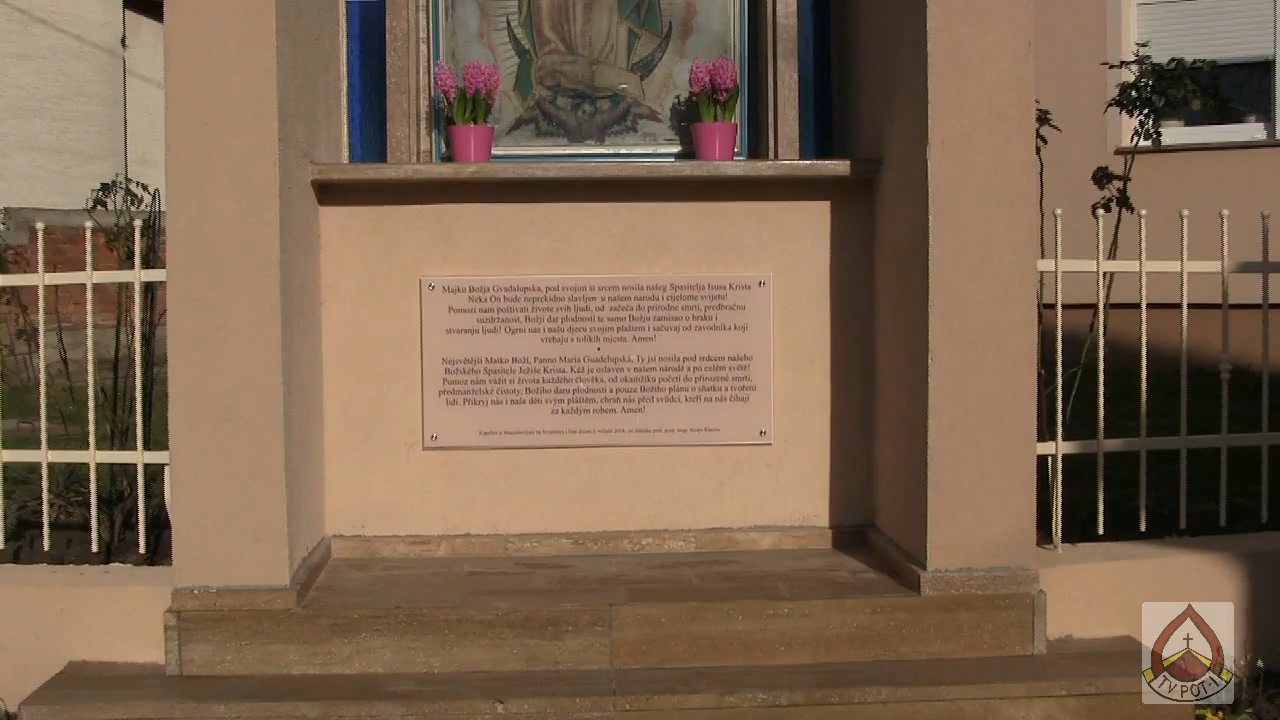 Majko Božja Gvadalupska, pod svojim si srcem nosila našeg Spasitelja Isusa Krista
Neka On bude neprekidno slavljen u našem narodu i cijelome svijetu!
Pomozi nam poštivati živote svih ljudi, od začeća do prirodne smrti, predbračnu
suzdržanost, Božji dar plodnosti te samo Božju zamisao o braku i
stvaranju ljudi! Ogrni nas i našu djecu svojim plaštem i sačuvaj od zavodnika koji
vrebaju s tolikih mjesta. Amen!
Nejsvětější Matko Boží, Panno Maria Guadelupská, Ty jsi nosila pod srdcem našeho
Božského Spasitele Ježíše Krista. Kéž je oslaven v našem národě a po celém světě!
Pomoz nám vážit si života každého člověka, od okamžiku početí do přirozené smrti,
předmanželské čistoty, Božího daru plodnosti a pouze Božího plánu o sňatku a tvoření
lidí. Přikryj nás i naše děti svým pláštěm, chraň nás před svůdci, kteří na nás číhají
za každým rohem. Amen!
TV POT-I